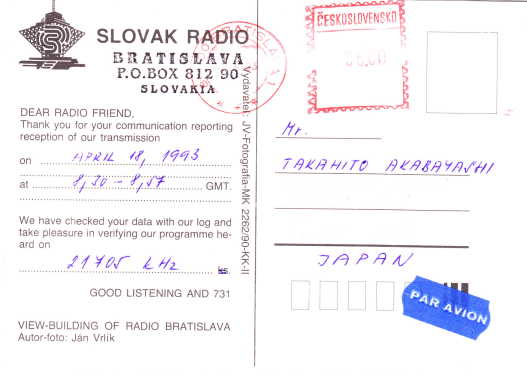 SLOVAK RADIO
BRATISLAVA
P.O.BOX 812 90
SLOVAKIA
DEAR RADIO FRIEND,
Thank you for your communication reporting
reception of our transmission
on APRIL 18, 1993
at 8,30 - 8,57 GMT.
We have checked your data with our log and
take pleasure in verifying our programme he-
ard on
21705 kHz
GOOD LISTENING AND 731
VIEW-BUILDING OF RADIO BRATISLAVA
Autor-foto: Ján Vrlík
Vydavateľ: JV-Fotografia-MK 2262/90-KK-II
BRATISLAVA 1
ČESKOSLOVENSKO
Mr.
TAKAHITO AKABAYASHI
JAPAN
PAR AVION